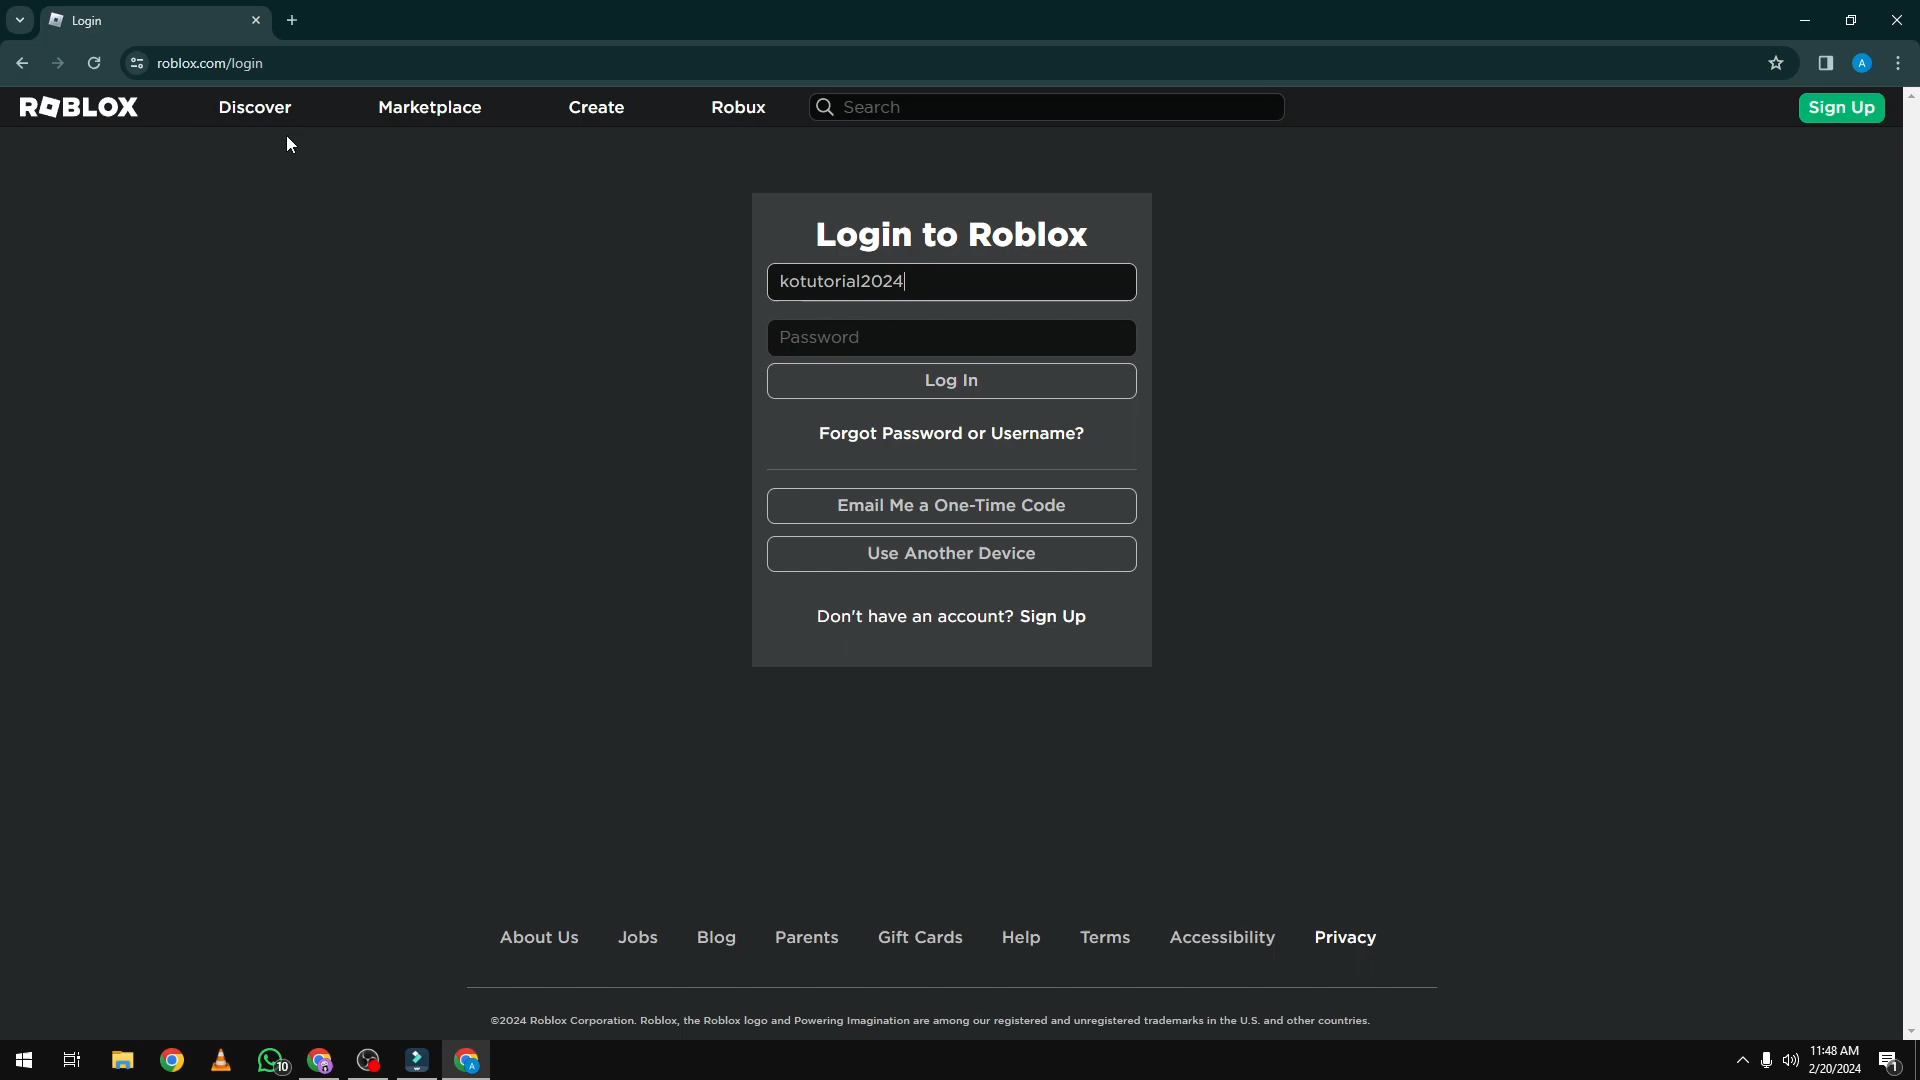 Login
roblox.com/login
A
ROBLOX Discover Marketplace Create Robux Search Sign Up
Login to Roblox
kotutorial2024
Password
Log In
Forgot Password or Username?
Email Me a One-Time Code
Use Another Device
Don't have an account? Sign Up
About Us Jobs Blog Parents Gift Cards Help Terms Accessibility Privacy
©2024 Roblox Corporation. Roblox, the Roblox logo and Powering Imagination are among our registered and unregistered trademarks in the U.S. and other countries.
10
A
11:48 AM
2/20/2024
1